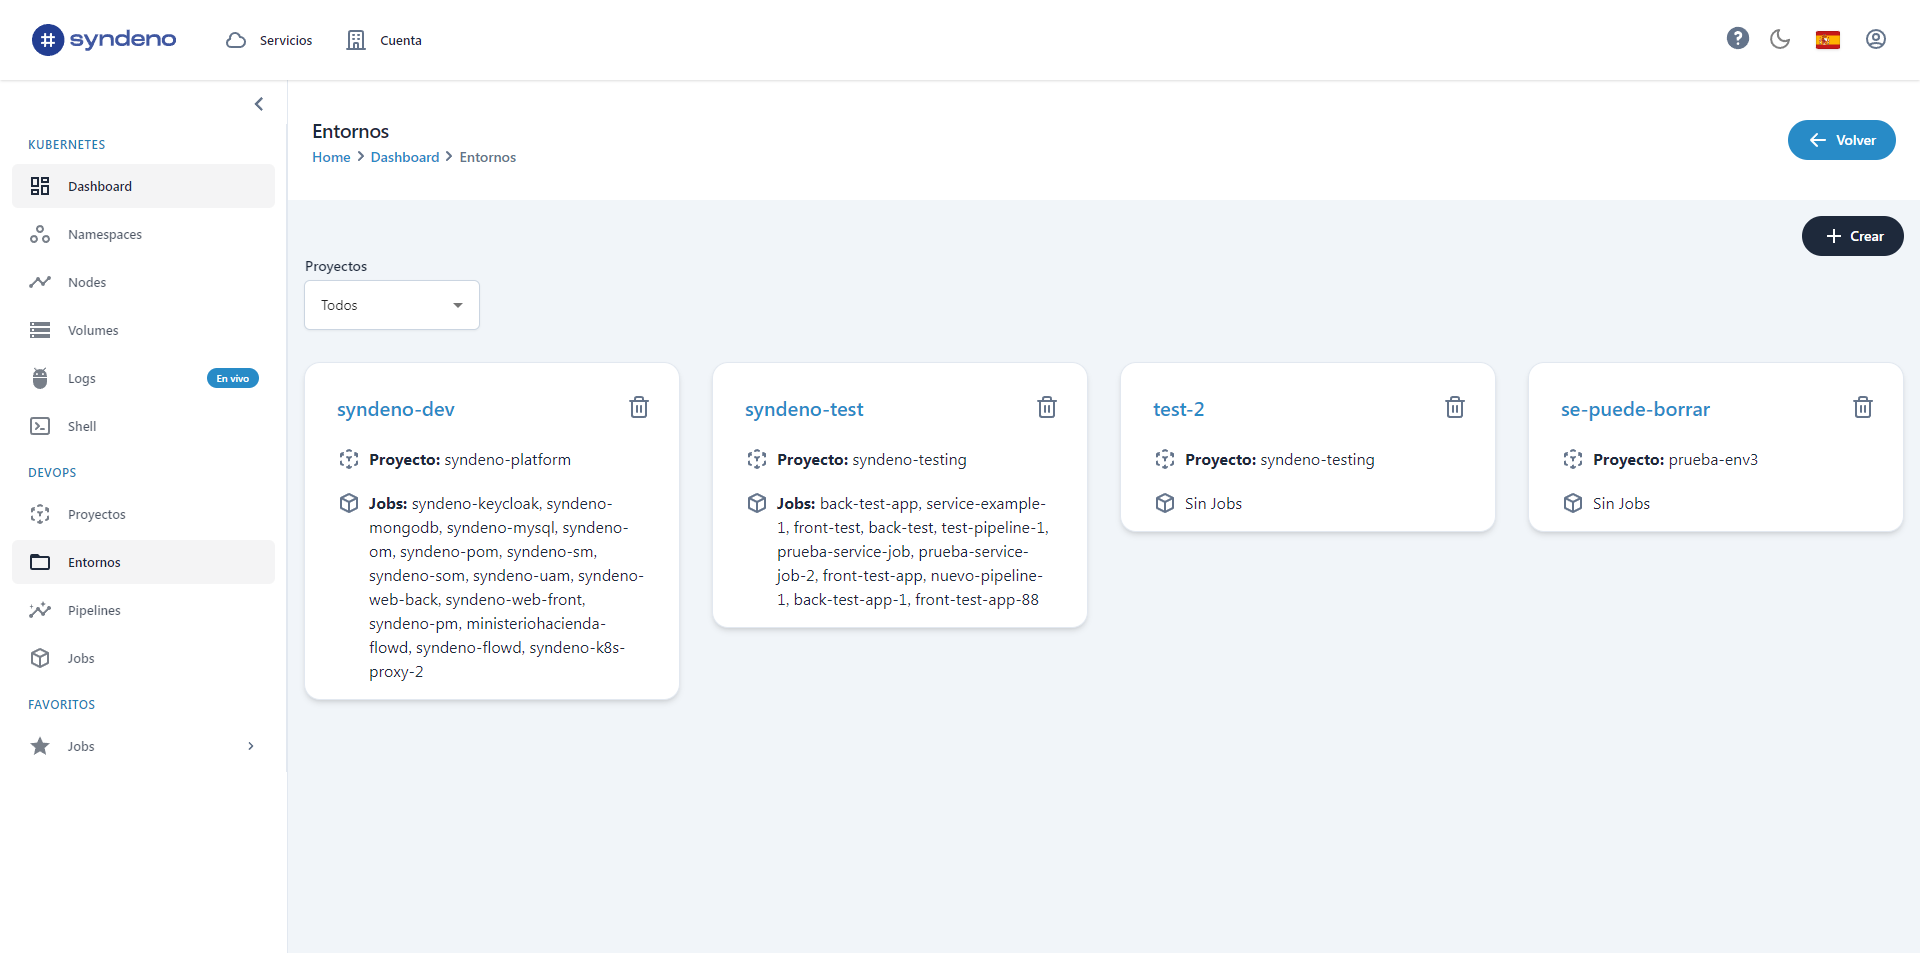 syndeno
Servicios
Cuenta
KUBERNETES
Dashboard
Namespaces
Nodes
Volumes
Logs
En vivo
Shell
DEVOPS
Proyectos
Entornos
Pipelines
Jobs
FAVORITOS
Jobs
Entornos
Home > Dashboard > Entornos
Volver
Crear
Proyectos
Todos
syndeno-dev
Proyecto: syndeno-platform
Jobs: syndeno-keycloak, syndeno-
mongodb, syndeno-mysql, syndeno-
om, syndeno-pom, syndeno-sm,
syndeno-som, syndeno-uam, syndeno-
web-back, syndeno-web-front,
syndeno-pm, ministeriohacienda-
flowd, syndeno-flowd, syndeno-k8s-
proxy-2
syndeno-test
Proyecto: syndeno-testing
Jobs: back-test-app, service-example-
1, front-test, back-test, test-pipeline-1,
prueba-service-job, prueba-service-
job-2, front-test-app, nuevo-pipeline-
1, back-test-app-1, front-test-app-88
test-2
Proyecto: syndeno-testing
Sin Jobs
se-puede-borrar
Proyecto: prueba-env3
Sin Jobs